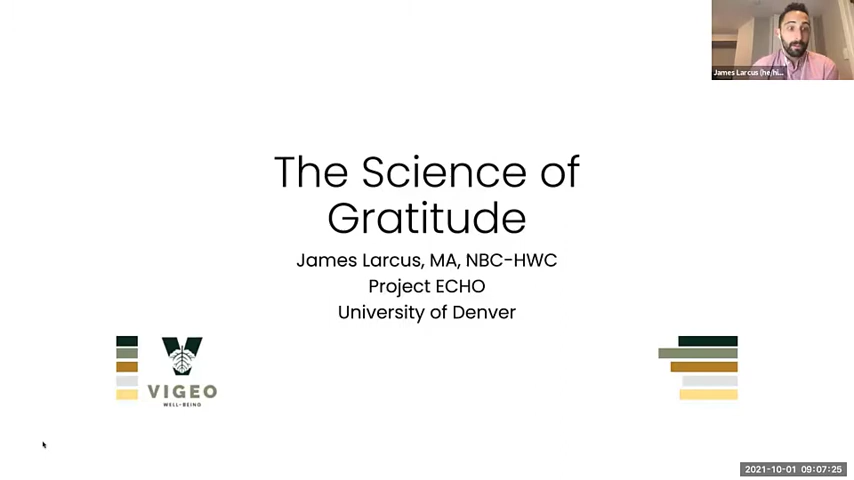 James Larcus (he/hi...
The Science of
Gratitude
James Larcus, MA, NBC-HWC
Project ECHO
University of Denver
VIGEO
WELL-BEING
2021-10-01 09:07:25